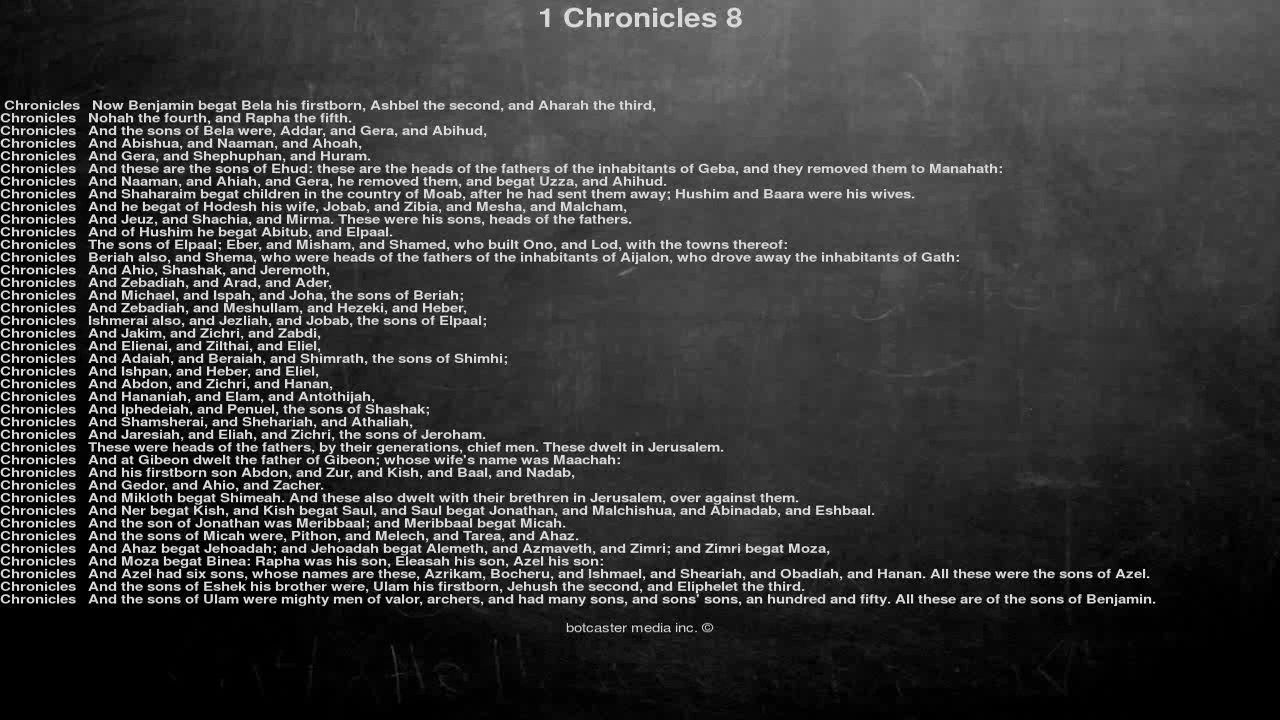 1 Chronicles 8
Chronicles Now Benjamin begat Bela his firstborn, Ashbel the second, and Aharah the third,
Chronicles Nohah the fourth, and Rapha the fifth.
Chronicles And the sons of Bela were, Addar, and Gera, and Abihud,
Chronicles And Abishua, and Naaman, and Ahoah,
Chronicles And Gera, and Shephuphan, and Huram.
Chronicles And these are the sons of Ehud: these are the heads of the fathers of the inhabitants of Geba, and they removed them to Manahath:
Chronicles And Naaman, and Ahiah, and Gera, he removed them, and begat Uzza, and Ahihud.
Chronicles And Shaharaim begat children in the country of Moab, after he had sent them away; Hushim and Baara were his wives.
Chronicles And he begat of Hodesh his wife, Jobab, and Zibia, and Mesha, and Malcham,
Chronicles And Jeuz, and Shachia, and Mirma. These were his sons, heads of the fathers.
Chronicles And of Hushim he begat Abitub, and Elpaal.
Chronicles The sons of Elpaal; Eber, and Misham, and Shamed, who built Ono, and Lod, with the towns thereof:
Chronicles Beriah also, and Shema, who were heads of the fathers of the inhabitants of Aijalon, who drove away the inhabitants of Gath:
Chronicles And Ahio, Shashak, and Jeremoth,
Chronicles And Zebadiah, and Arad, and Ader,
Chronicles And Michael, and Ispah, and Joha, the sons of Beriah;
Chronicles And Zebadiah, and Meshullam, and Hezeki, and Heber,
Chronicles Ishmerai also, and Jezliah, and Jobab, the sons of Elpaal;
Chronicles And Jakim, and Zichri, and Zabdi,
Chronicles And Elienai, and Zilthai, and Eliel,
Chronicles And Adaiah, and Beraiah, and Shimrath, the sons of Shimhi;
Chronicles And Ishpan, and Heber, and Eliel,
Chronicles And Abdon, and Zichri, and Hanan,
Chronicles And Hananiah, and Elam, and Antothijah,
Chronicles And Iphedeiah, and Penuel, the sons of Shashak;
Chronicles And Shamsherai, and Shehariah, and Athaliah,
Chronicles And Jaresiah, and Eliah, and Zichri, the sons of Jeroham.
Chronicles These were heads of the fathers, by their generations, chief men. These dwelt in Jerusalem.
Chronicles And at Gibeon dwelt the father of Gibeon; whose wife's name was Maachah:
Chronicles And his firstborn son Abdon, and Zur, and Kish, and Baal, and Nadab,
Chronicles And Gedor, and Ahio, and Zacher.
Chronicles And Mikloth begat Shimeah. And these also dwelt with their brethren in Jerusalem, over against them.
Chronicles And Ner begat Kish, and Kish begat Saul, and Saul begat Jonathan, and Malchishua, and Abinadab, and Eshbaal.
Chronicles And the son of Jonathan was Meribbaal; and Meribbaal begat Micah.
Chronicles And the sons of Micah were, Pithon, and Melech, and Tarea, and Ahaz.
Chronicles And Ahaz begat Jehoadah; and Jehoadah begat Alemeth, and Azmaveth, and Zimri; and Zimri begat Moza,
Chronicles And Moza begat Binea: Rapha was his son, Eleasah his son, Azel his son:
Chronicles And Azel had six sons, whose names are these, Azrikam, Bocheru, and Ishmael, and Sheariah, and Obadiah, and Hanan. All these were the sons of Azel.
Chronicles And the sons of Eshek his brother were, Ulam his firstborn, Jehush the second, and Eliphelet the third.
Chronicles And the sons of Ulam were mighty men of valor, archers, and had many sons, and sons' sons, an hundred and fifty. All these are of the sons of Benjamin.
botcaster media inc. ©